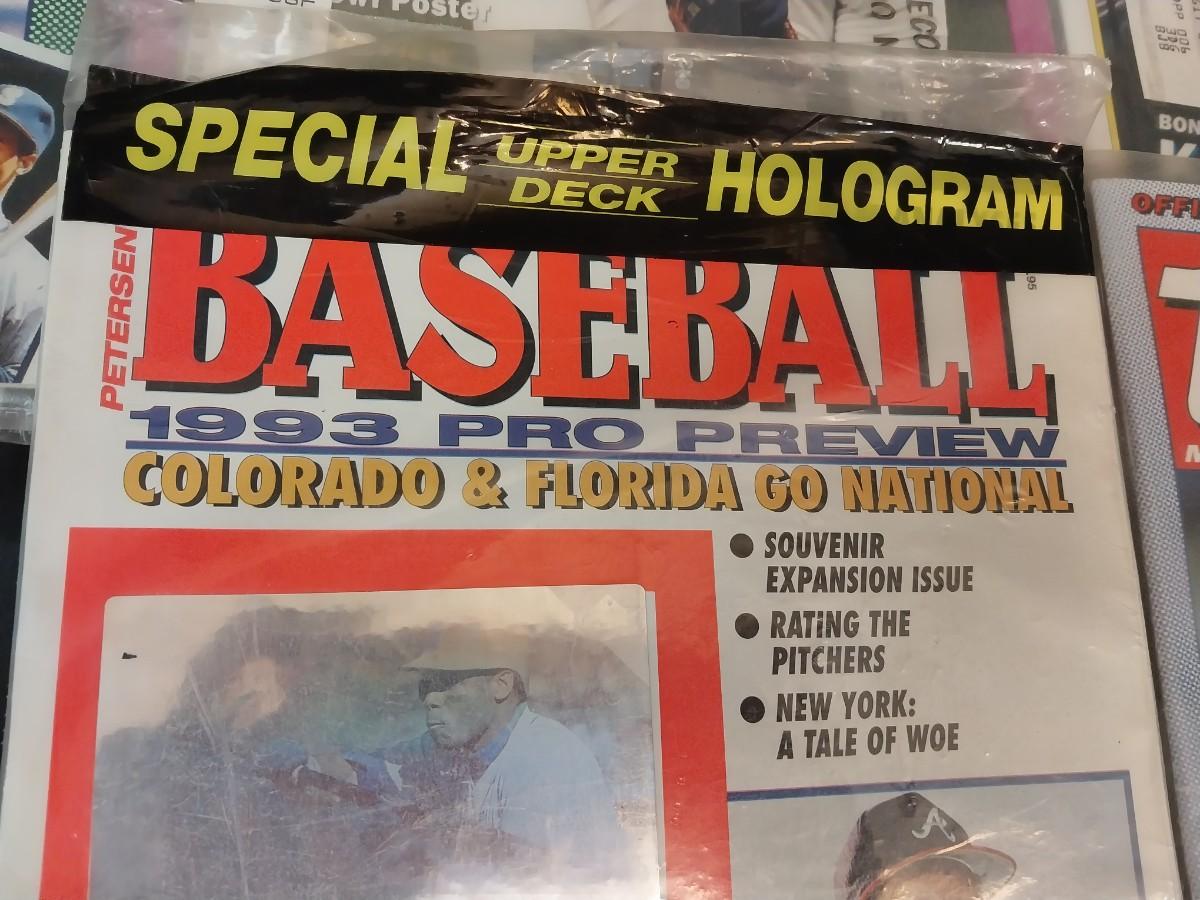 Poster
SPECIAL UPPER DECK HOLOGRAM
PETERSEN
BASEBALL
1993 PRO PREVIEW
COLORADO & FLORIDA GO NATIONAL
● SOUVENIR
EXPANSION ISSUE
● RATING THE
PITCHERS
● NEW YORK:
A TALE OF WOE
A